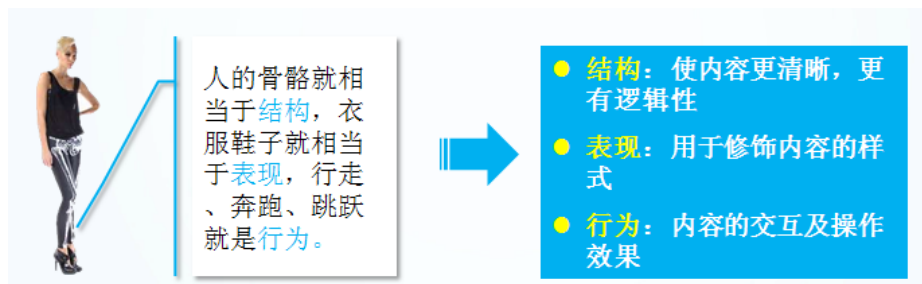 人的骨骼就相
当于结构，衣
服鞋子就相当
于表现，行走
、奔跑、跳跃
就是行为。
结构：使内容更清晰，更
有逻辑性
表现：用于修饰内容的样
式
行为：内容的交互及操作
效果